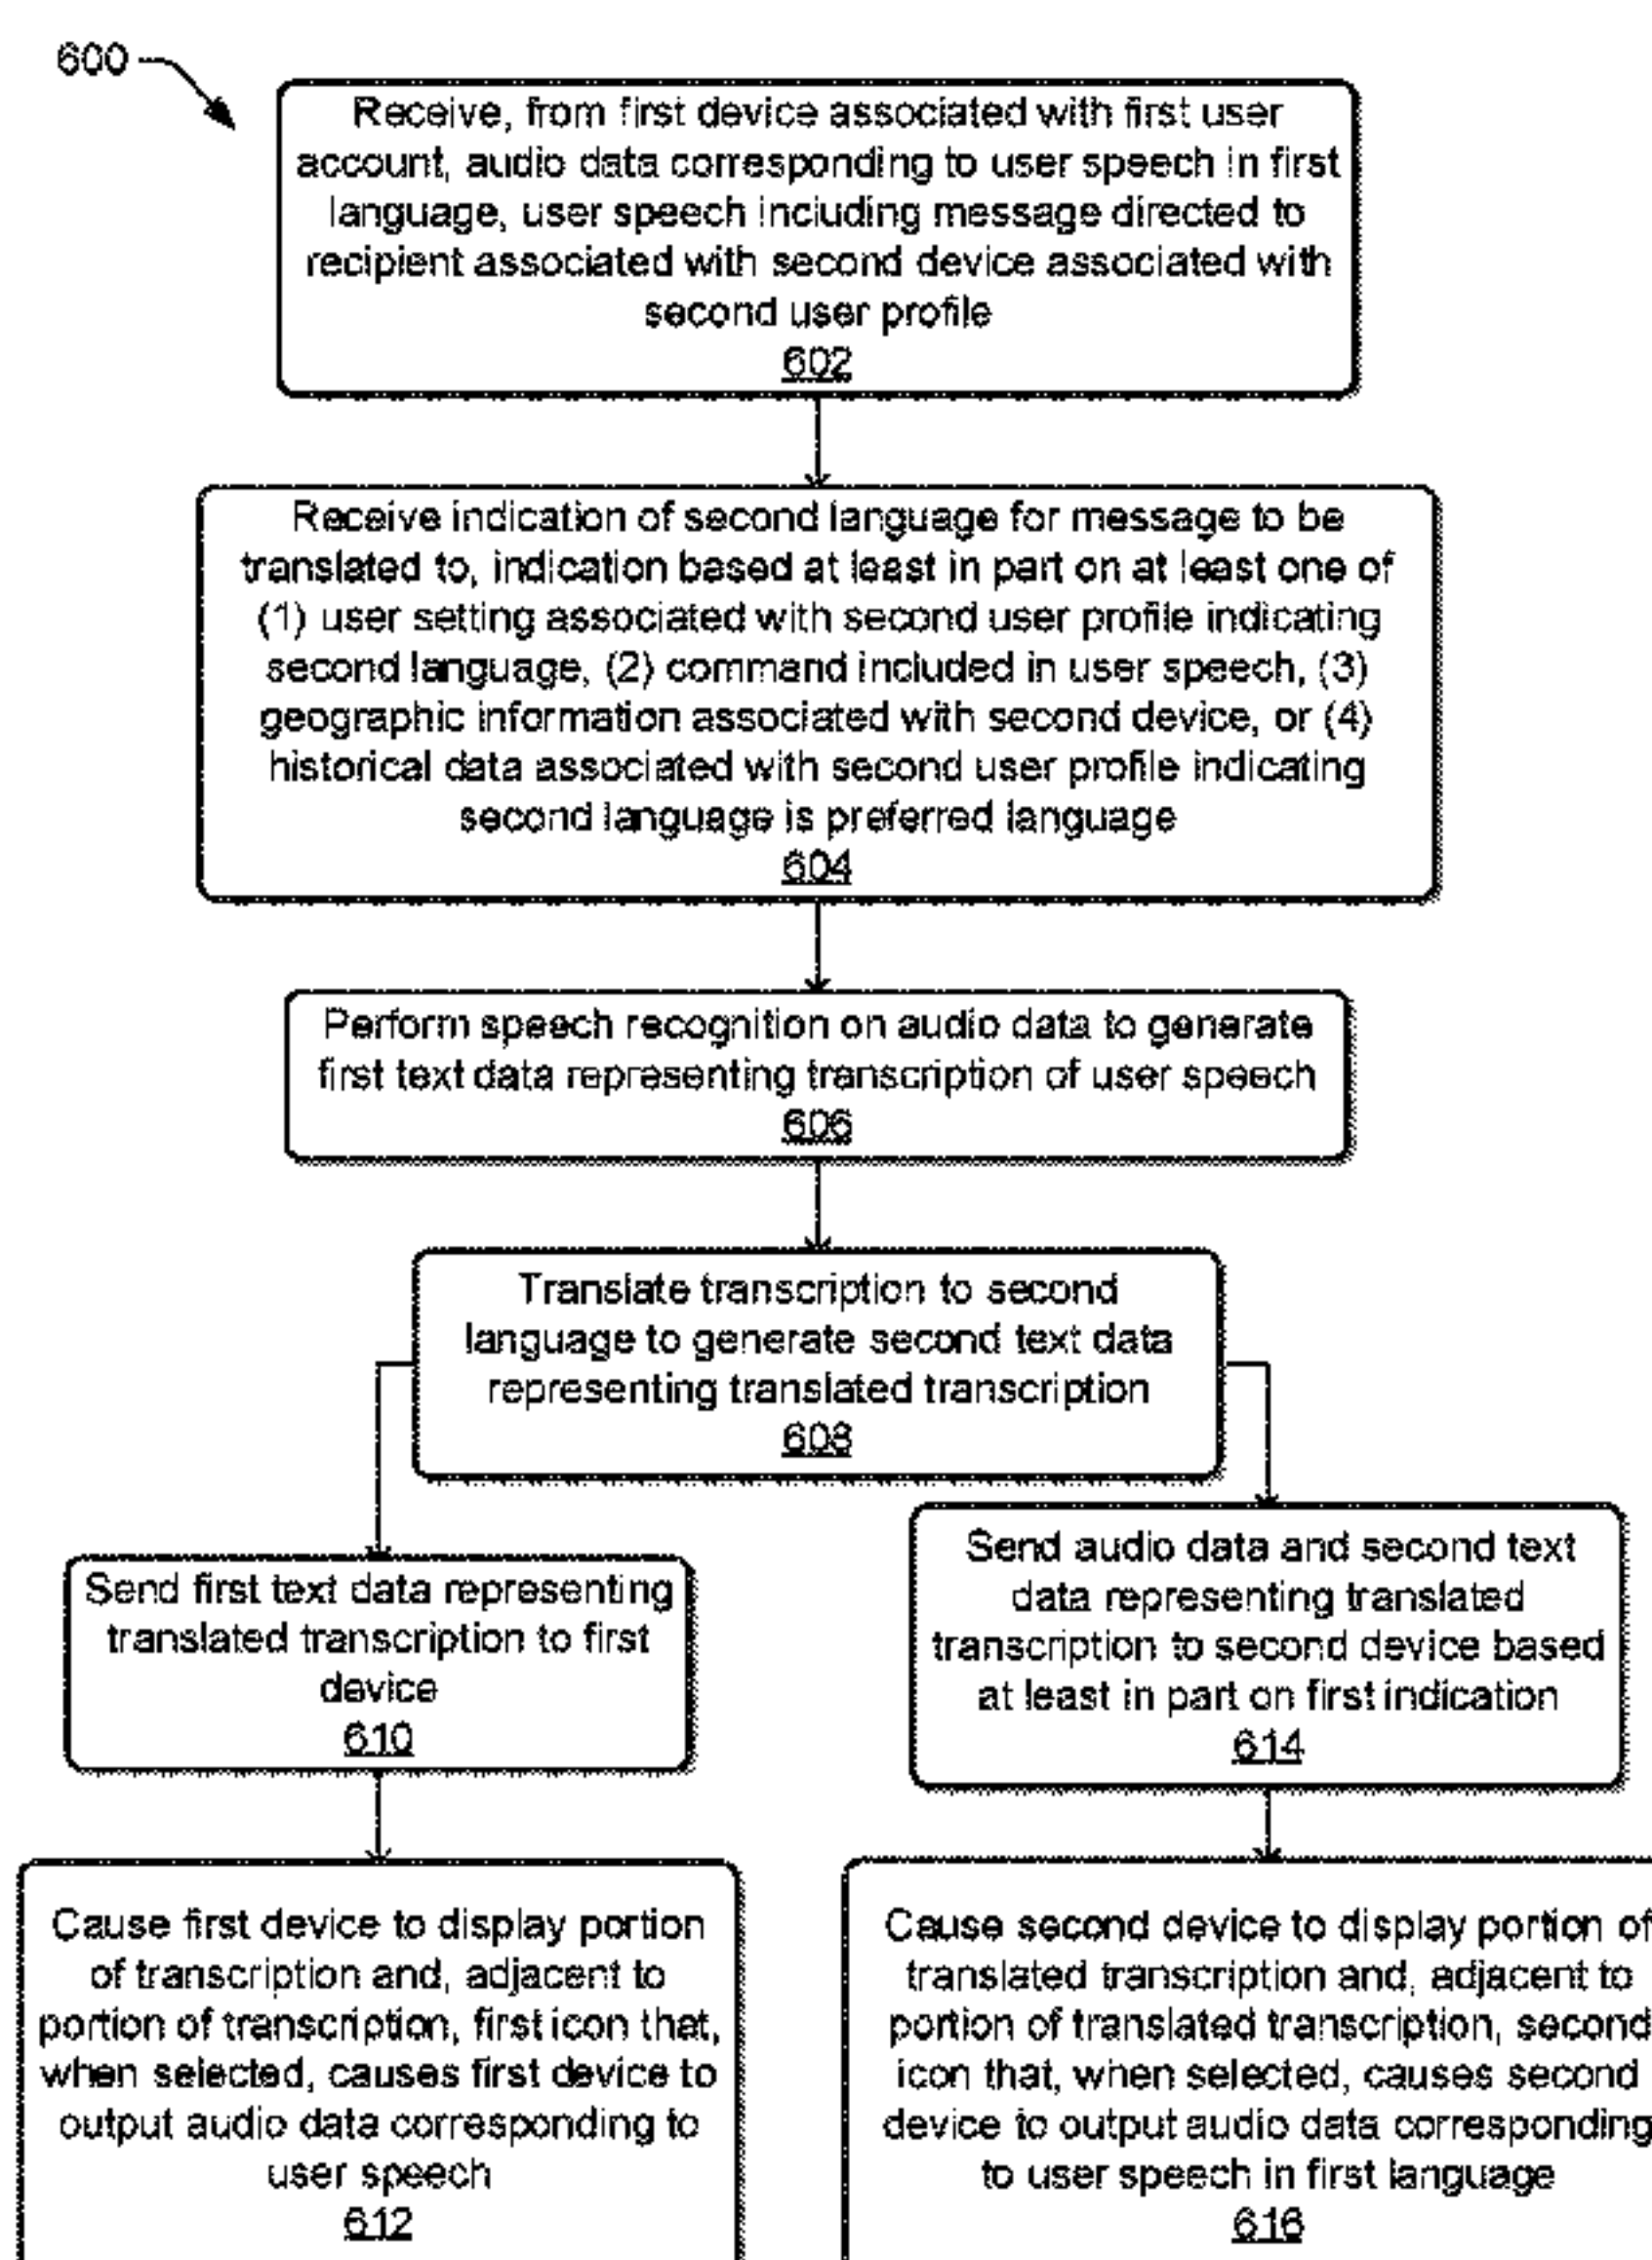 600
Receive, from first device associated with first user
account, audio data corresponding to user speech in first
language, user speech including message directed to
recipient associated with second device associated with
second user profile
602
Receive indication of second language for message to be
translated to, indication based at least in part on at least one of
(1) user setting associated with second user profile indicating
second language, (2) command included in user speech, (3)
geographic information associated with second device, or (4)
historical data associated with second user profile indicating
second language is preferred language
604
Perform speech recognition on audio data to generate
first text data representing transcription of user speech
606
Translate transcription to second
language to generate second text data
representing translated transcription
608
Send first text data representing
translated transcription to first
device
610
Cause first device to display portion
of transcription and, adjacent to
portion of transcription, first icon that,
when selected, causes first device to
output audio data corresponding to
user speech
612
Send audio data and second text
data representing translated
transcription to second device based
at least in part on first indication
614
Cause second device to display portion of
translated transcription and, adjacent to
portion of translated transcription, second
icon that, when selected, causes second
device to output audio data corresponding
to user speech in first language
616